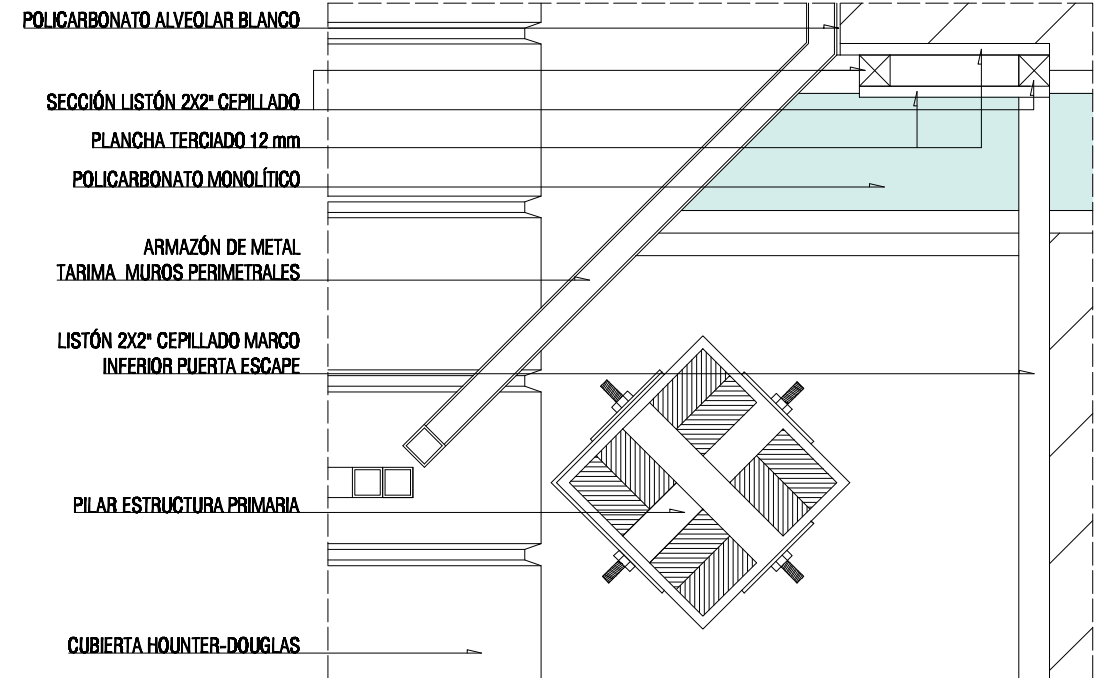 POLICARBONATO ALVEOLAR BLANCO
SECCIÓN LISTÓN 2X2" CEPILLADO
PLANCHA TERCIADO 12 mm
POLICARBONATO MONOLÍTICO
ARMAZÓN DE METAL
TARIMA MUROS PERIMETRALES
LISTÓN 2X2" CEPILLADO MARCO
INFERIOR PUERTA ESCAPE
PILAR ESTRUCTURA PRIMARIA
CUBIERTA HOUNTER-DOUGLAS